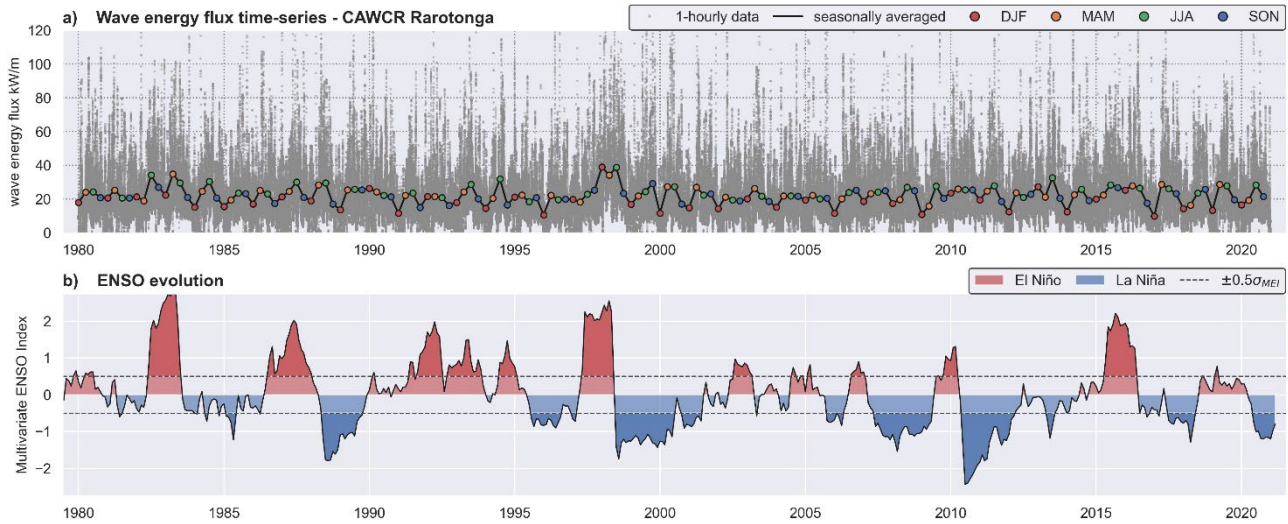 a) Wave energy flux time-series - CAWCR Rarotonga
1-hourly data seasonally averaged DJF MAM JJA SON
wave energy flux kW/m
120
100
80
60
40
20
0
1980 1985 1990 1995 2000 2005 2010 2015 2020
b) ENSO evolution
El Niño La Niña ±0.5σMEI
Multivariate ENSO Index
2
1
0
−1
−2
1980 1985 1990 1995 2000 2005 2010 2015 2020